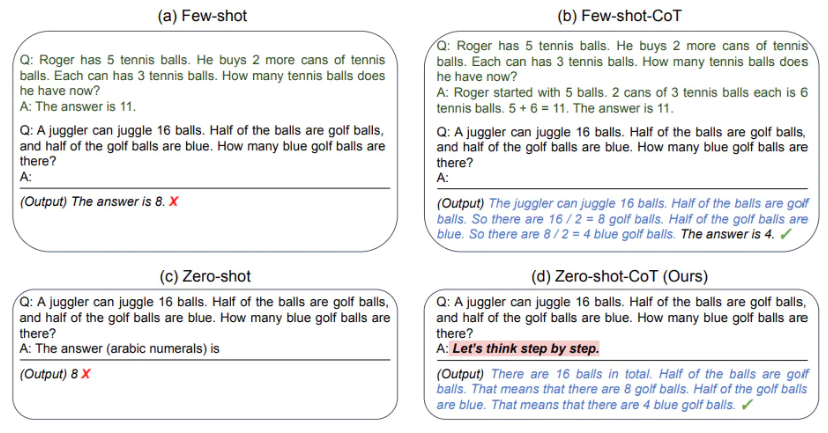 (a) Few-shot
Q: Roger has 5 tennis balls. He buys 2 more cans of tennis
balls. Each can has 3 tennis balls. How many tennis balls does
he have now?
A: The answer is 11.
Q: A juggler can juggle 16 balls. Half of the balls are golf balls,
and half of the golf balls are blue. How many blue golf balls are
there?
A:
(Output) The answer is 8. ✗
(b) Few-shot-CoT
Q: Roger has 5 tennis balls. He buys 2 more cans of tennis
balls. Each can has 3 tennis balls. How many tennis balls does
he have now?
A: Roger started with 5 balls. 2 cans of 3 tennis balls each is 6
tennis balls. 5 + 6 = 11. The answer is 11.
Q: A juggler can juggle 16 balls. Half of the balls are golf balls,
and half of the golf balls are blue. How many blue golf balls are
there?
A:
(Output) The juggler can juggle 16 balls. Half of the balls are golf
balls. So there are 16 / 2 = 8 golf balls. Half of the golf balls are
blue. So there are 8 / 2 = 4 blue golf balls. The answer is 4. ✓
(c) Zero-shot
Q: A juggler can juggle 16 balls. Half of the balls are golf balls,
and half of the golf balls are blue. How many blue golf balls are
there?
A: The answer (arabic numerals) is
(Output) 8 ✗
(d) Zero-shot-CoT (Ours)
Q: A juggler can juggle 16 balls. Half of the balls are golf balls,
and half of the golf balls are blue. How many blue golf balls are
there?
A: Let's think step by step.
(Output) There are 16 balls in total. Half of the balls are golf
balls. That means that there are 8 golf balls. Half of the golf balls
are blue. That means that there are 4 blue golf balls. ✓